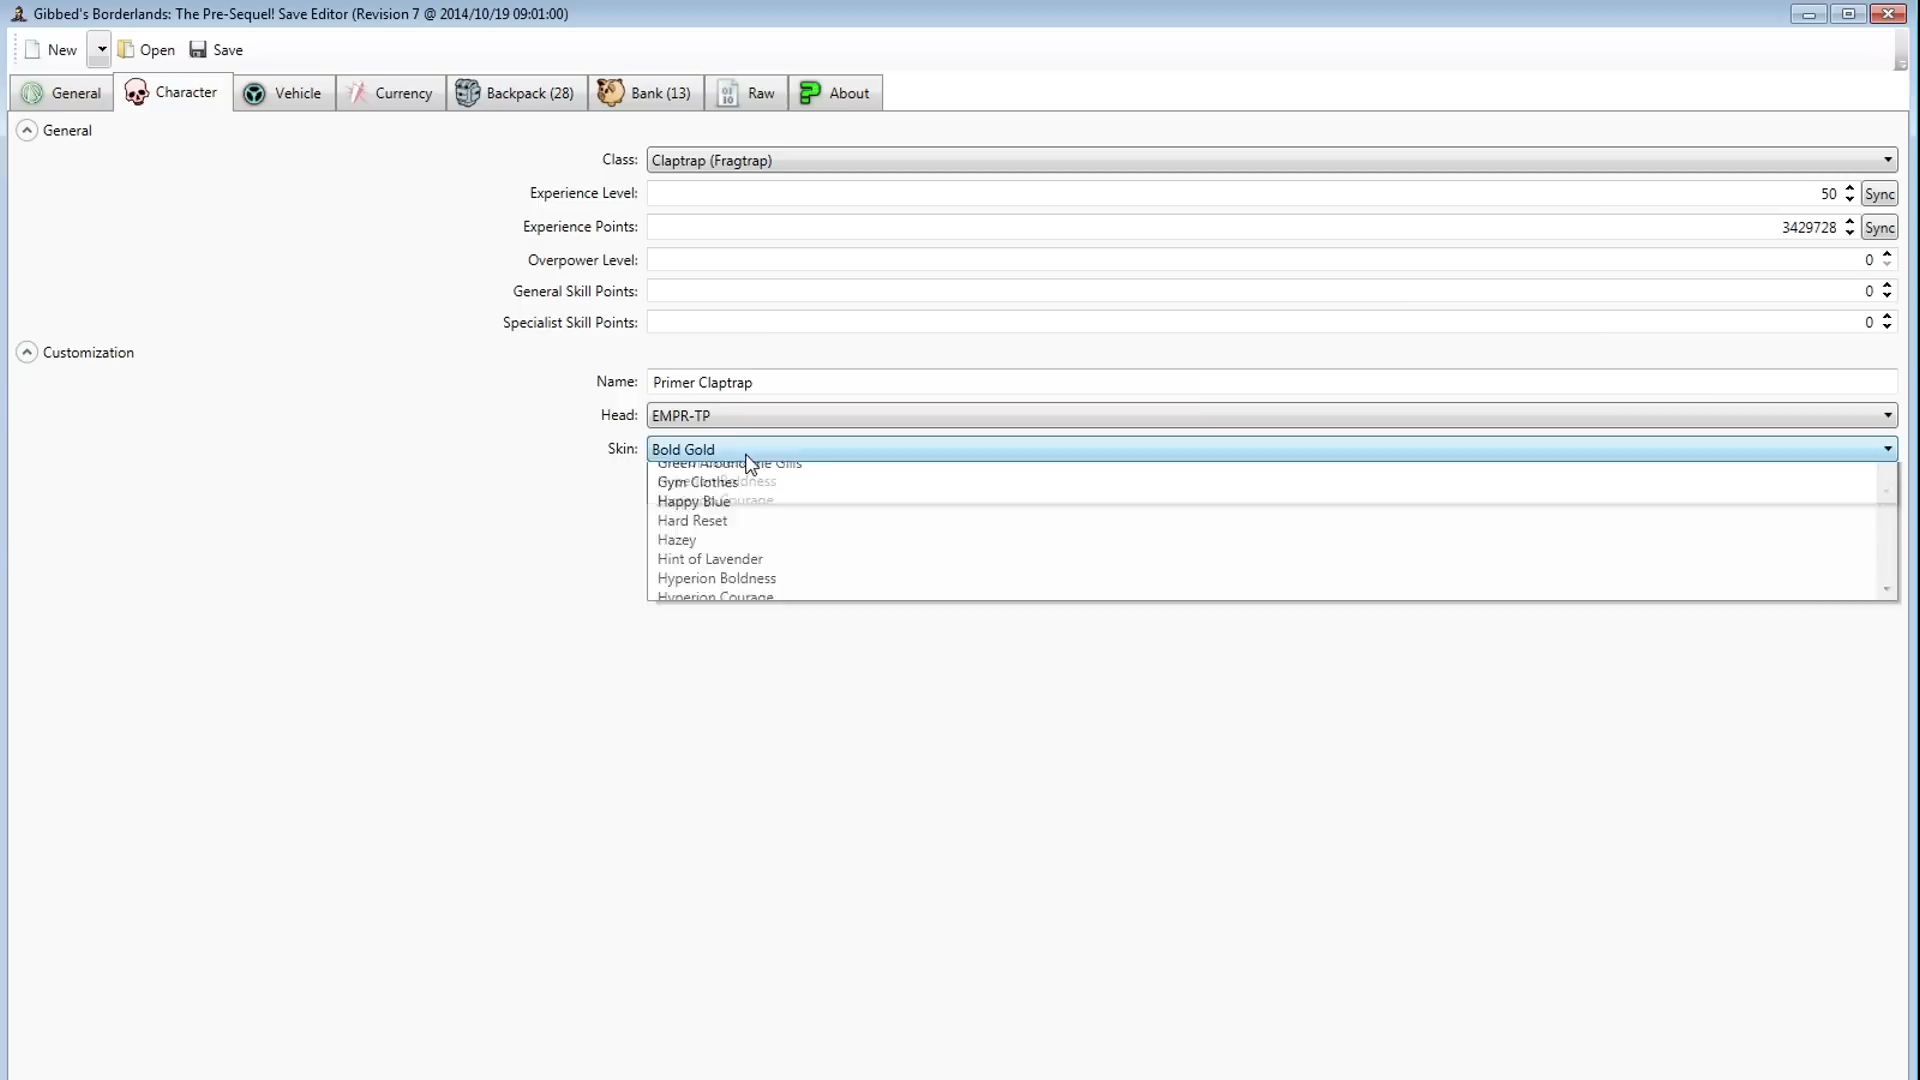 Gibbed's Borderlands: The Pre-Sequel! Save Editor (Revision 7 @ 2014/10/19 09:01:00)
New Open Save
General Character Vehicle Currency Backpack (28) Bank (13) Raw About
General
Class: Claptrap (Fragtrap)
Experience Level: 50 Sync
Experience Points: 3429728 Sync
Overpower Level: 0
General Skill Points: 0
Specialist Skill Points: 0
Customization
Name: Primer Claptrap
Head: EMPR-TP
Skin: Bold Gold
Green Gills
Gym Clothes
Happy Blue
Hard Reset
Hazey
Hint of Lavender
Hyperion Boldness
Hyperion Courage